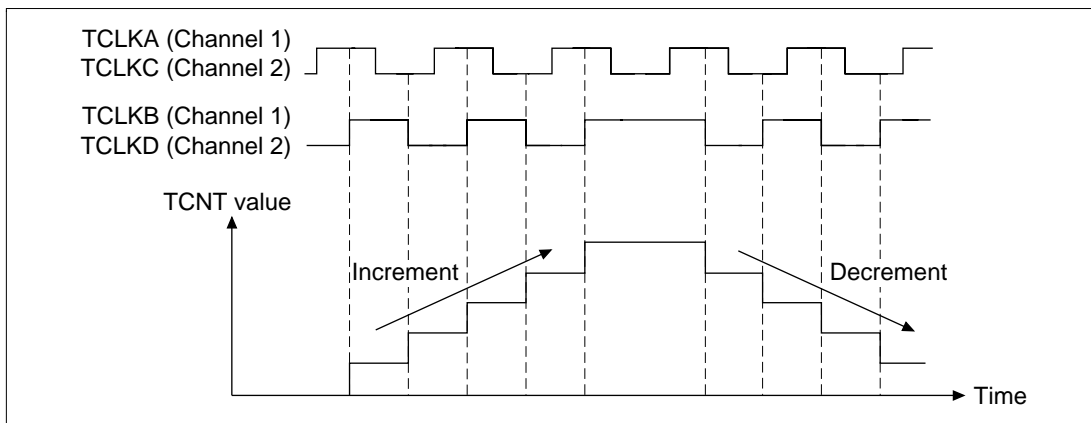 TCLKA (Channel 1)
TCLKC (Channel 2)
TCLKB (Channel 1)
TCLKD (Channel 2)
TCNT value
Increment
Decrement
Time